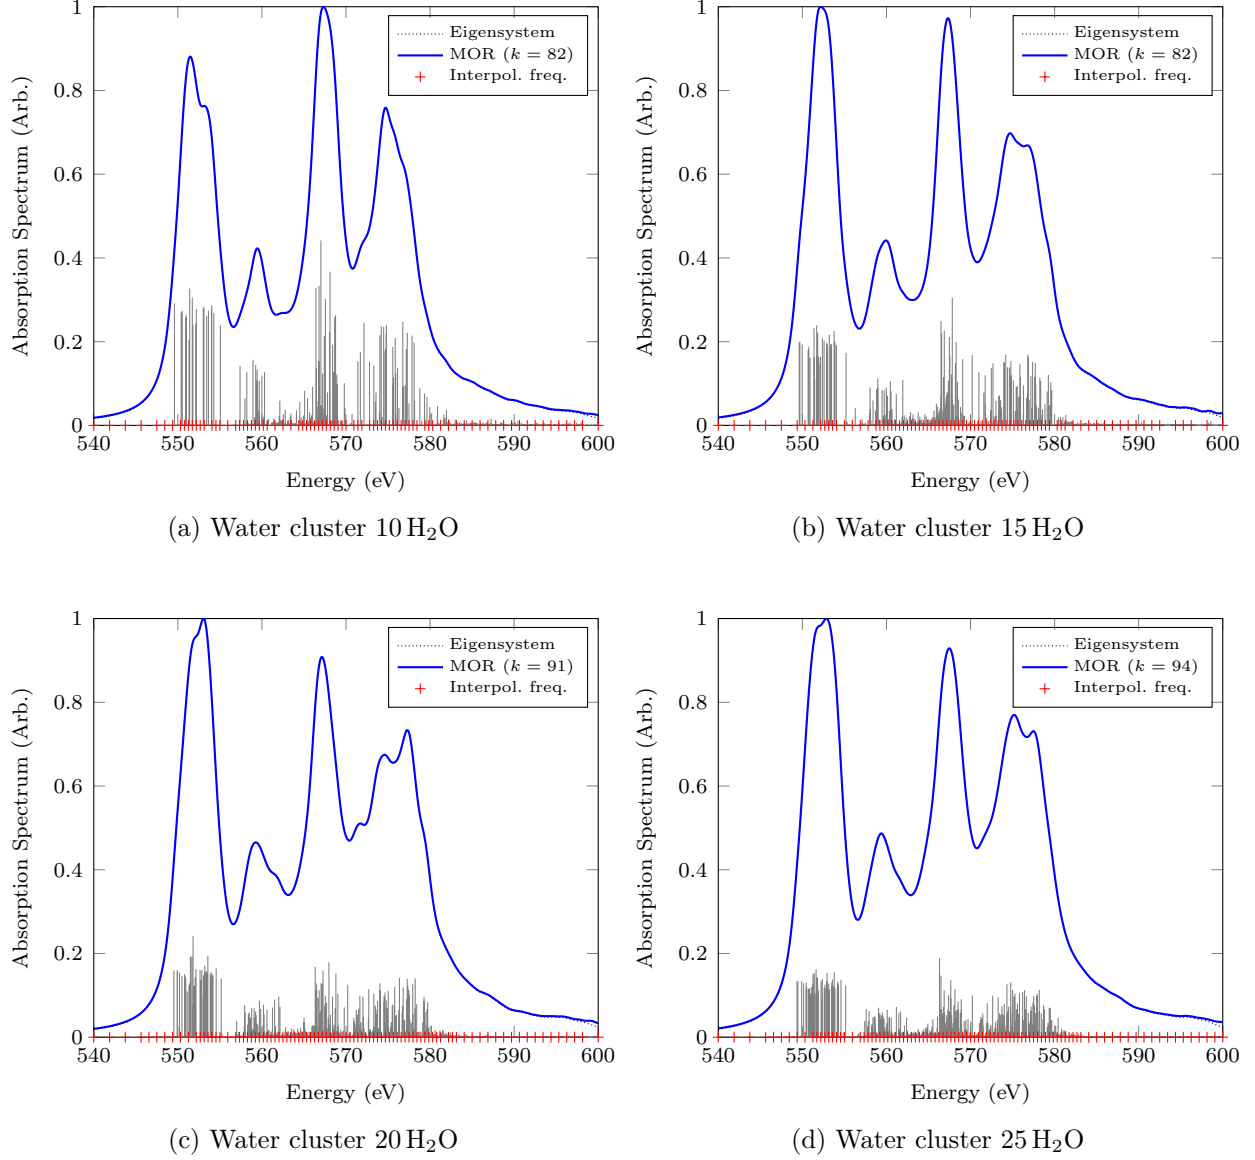 Absorption Spectrum (Arb.)
1
0.8
0.6
0.4
0.2
0
540 550 560 570 580 590 600
Energy (eV)
Eigensystem
MOR (k = 82)
Interpol. freq.
(a) Water cluster 10 H₂O
Absorption Spectrum (Arb.)
1
0.8
0.6
0.4
0.2
0
540 550 560 570 580 590 600
Energy (eV)
Eigensystem
MOR (k = 82)
Interpol. freq.
(b) Water cluster 15 H₂O
Absorption Spectrum (Arb.)
1
0.8
0.6
0.4
0.2
0
540 550 560 570 580 590 600
Energy (eV)
Eigensystem
MOR (k = 91)
Interpol. freq.
(c) Water cluster 20 H₂O
Absorption Spectrum (Arb.)
1
0.8
0.6
0.4
0.2
0
540 550 560 570 580 590 600
Energy (eV)
Eigensystem
MOR (k = 94)
Interpol. freq.
(d) Water cluster 25 H₂O